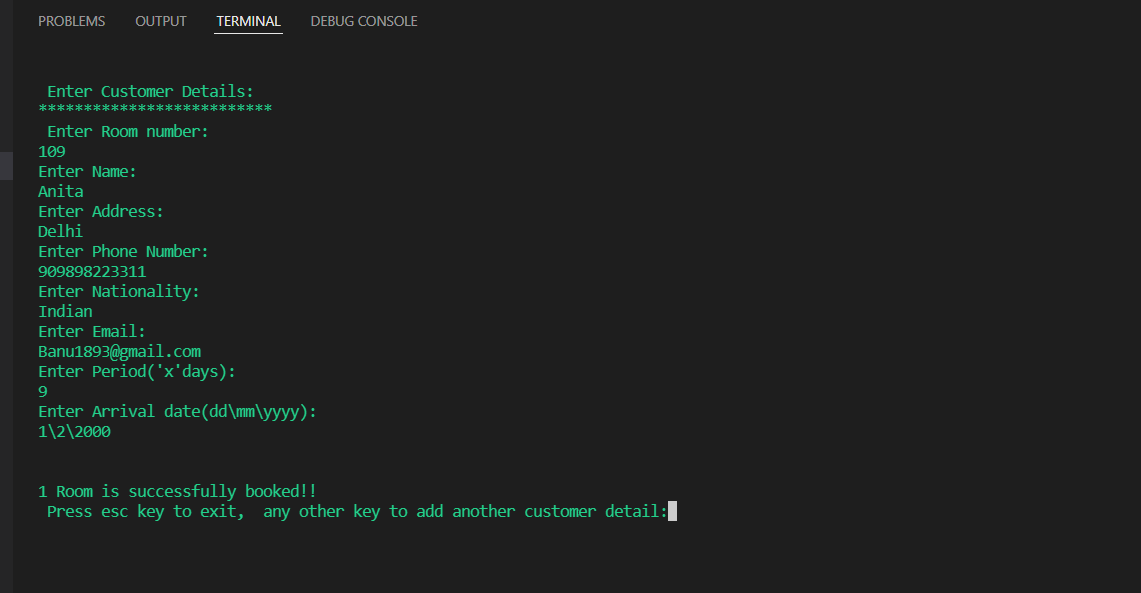 PROBLEMS OUTPUT TERMINAL DEBUG CONSOLE
Enter Customer Details:
**************************
Enter Room number:
109
Enter Name:
Anita
Enter Address:
Delhi
Enter Phone Number:
909898223311
Enter Nationality:
Indian
Enter Email:
Banu1893@gmail.com
Enter Period('x'days):
9
Enter Arrival date(dd\mm\yyyy):
1\2\2000
1 Room is successfully booked!!
Press esc key to exit,  any other key to add another customer detail: